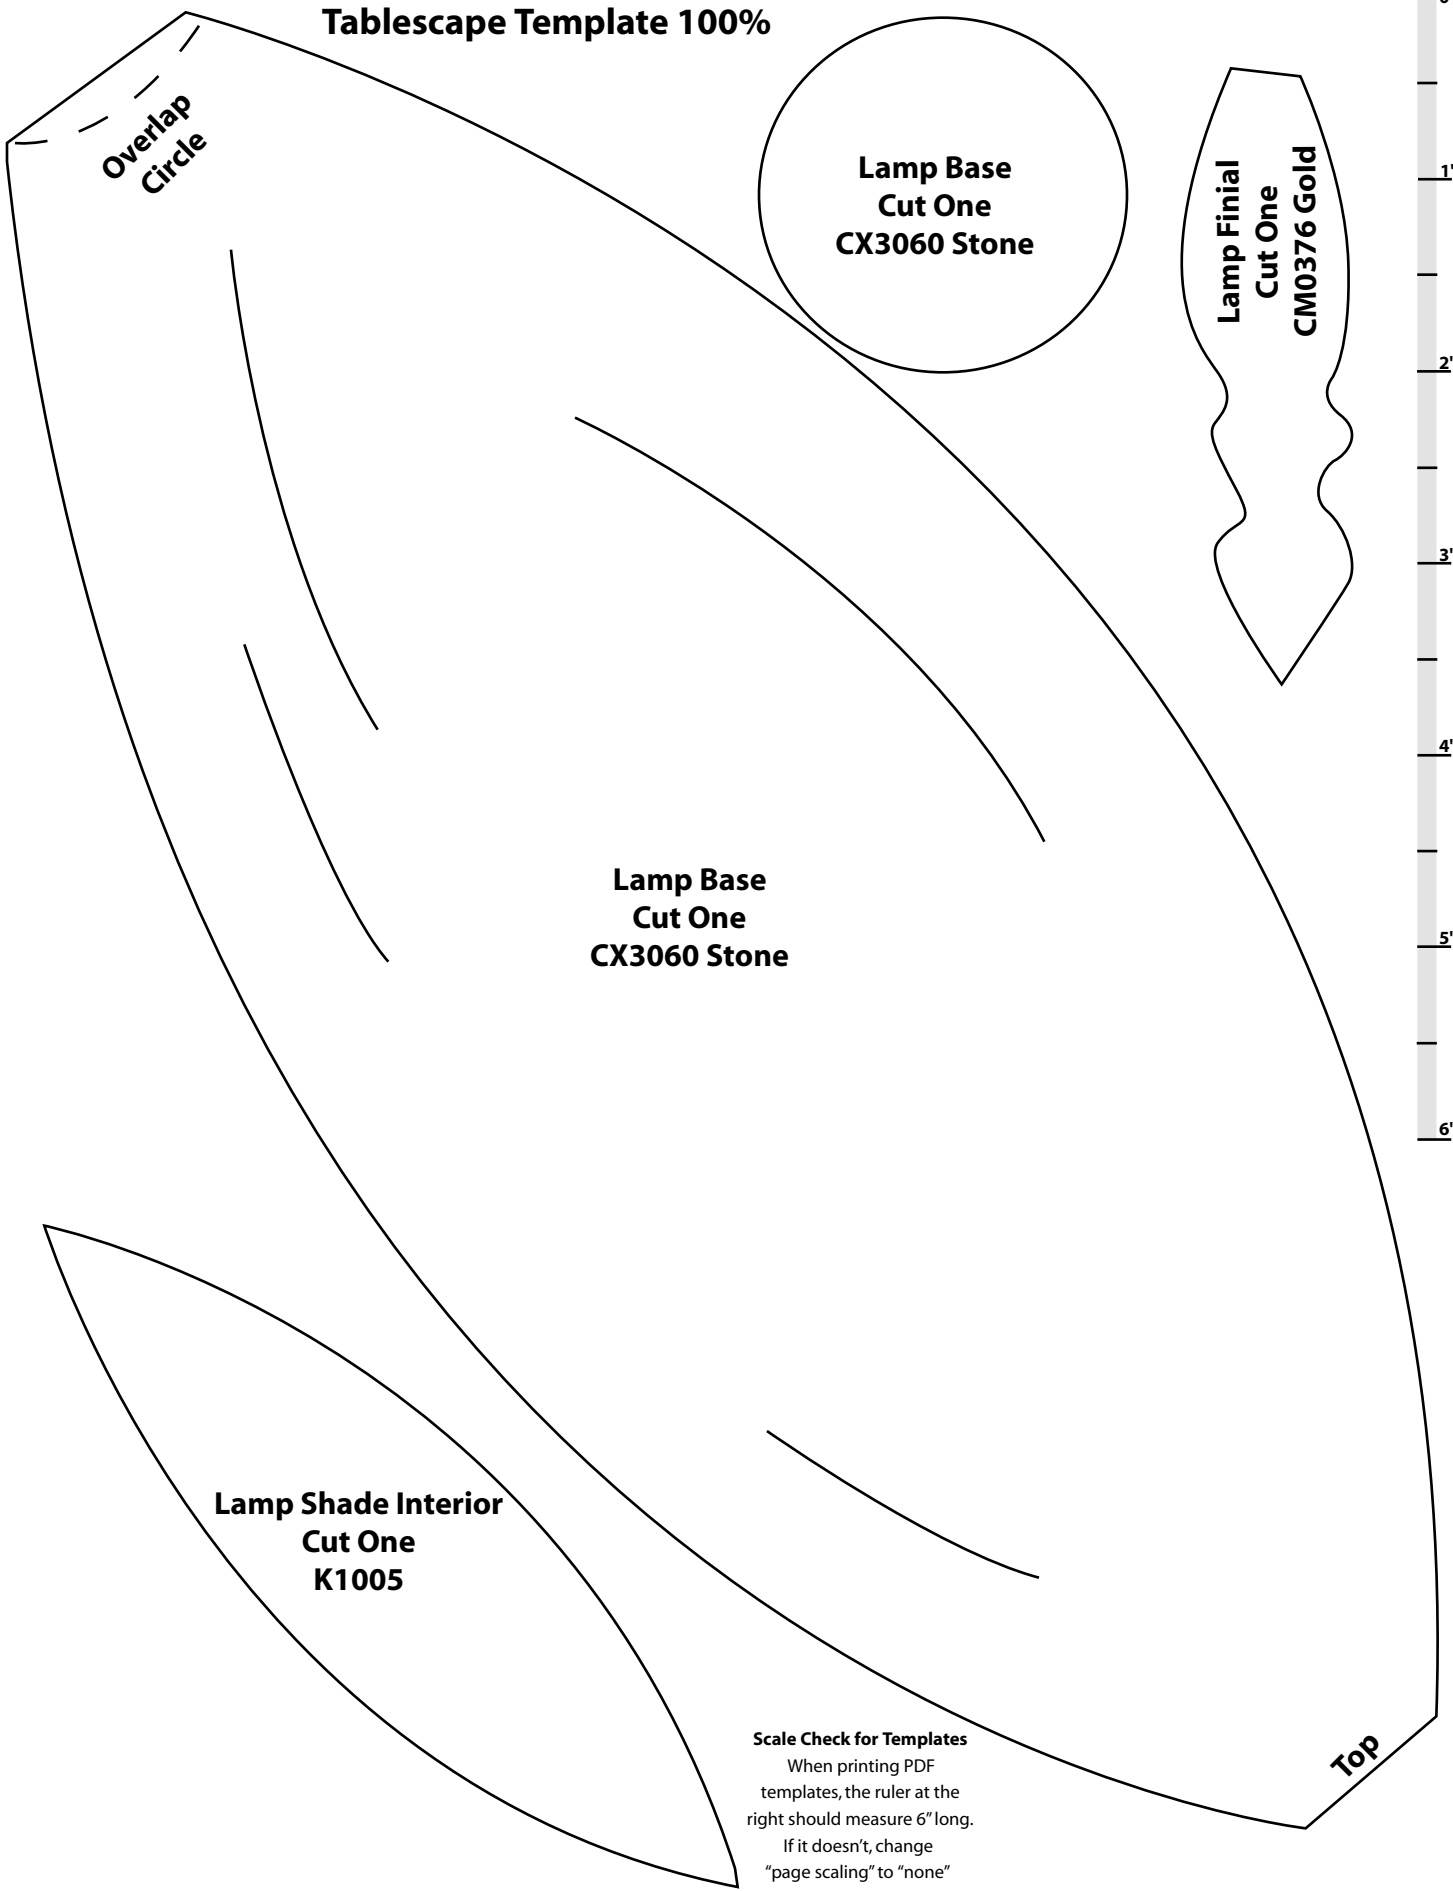 Tablescape Template 100%
Overlap
Circle
Lamp Base
Cut One
CX3060 Stone
Lamp Finial
Cut One
CM0376 Gold
1'
2'
3'
4'
5'
6'
Lamp Base
Cut One
CX3060 Stone
Lamp Shade Interior
Cut One
K1005
Scale Check for Templates
When printing PDF
templates, the ruler at the
right should measure 6” long.
If it doesn’t, change
“page scaling” to “none”
Top